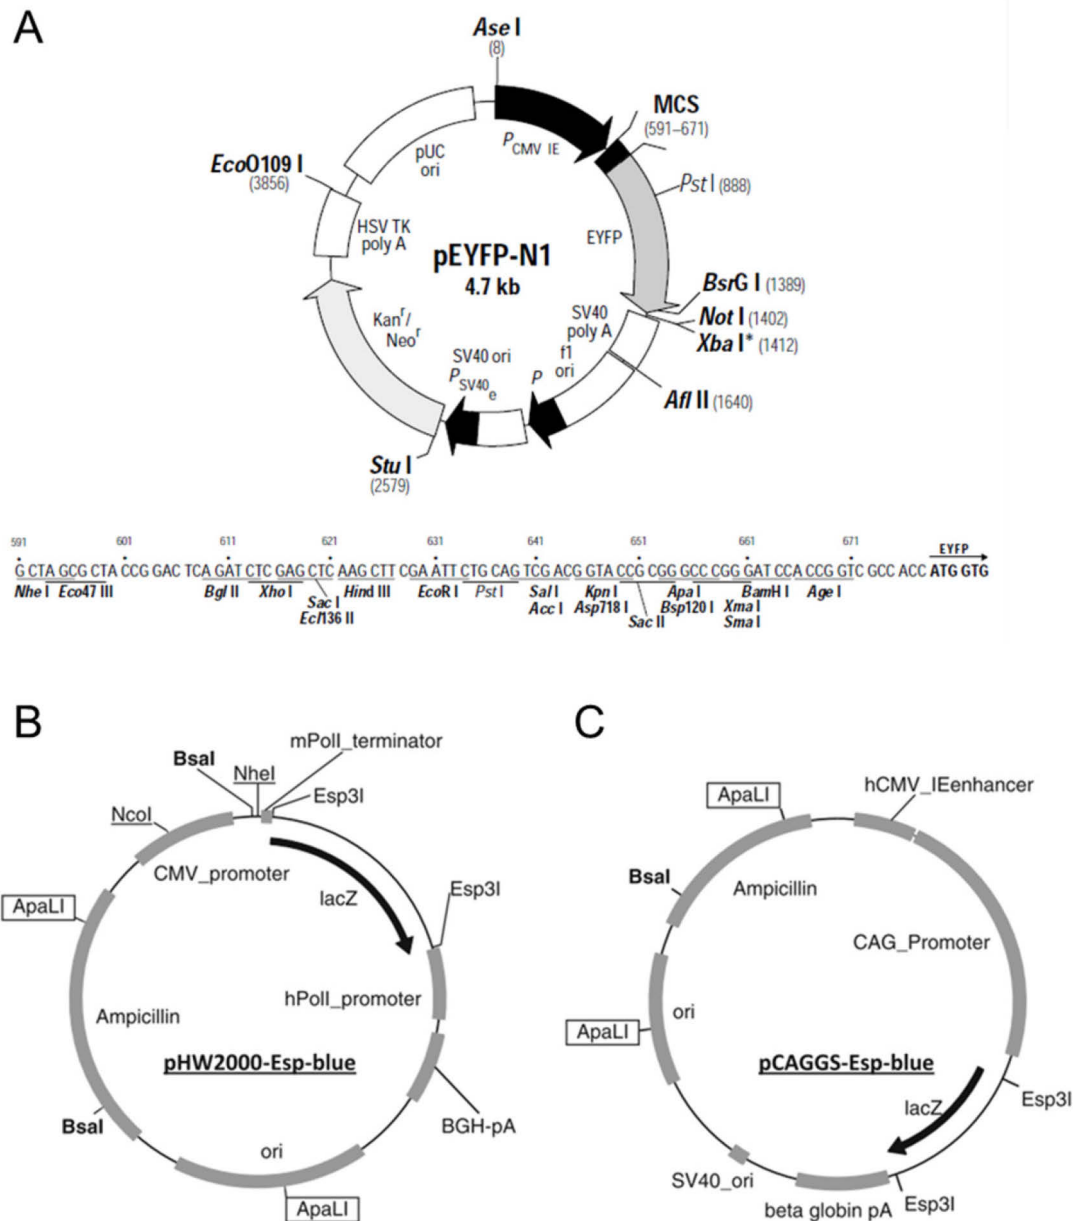 A
Ase I
(8)
MCS
(591–671)
PCMV IE
pUC
ori
EcoO109 I
(3856)
Pst I (888)
HSV TK
poly A
EYFP
pEYFP-N1
4.7 kb
BsrG I (1389)
Not I (1402)
Xba I* (1412)
SV40
poly A
Kanr/
Neor
f1
ori
SV40 ori
PSV40e
P
Afl II (1640)
Stu I
(2579)
591 601 611 621 631 641 651 661 671 EYFP
G CTA GCG CTA CCG GAC TCA GAT CTC GAG CTC AAG CTT CGA ATT CTG CAG TCG ACG GTA CCG CGG GCC CGG GAT CCA CCG GTC GCC ACC ATG GTG
Nhe I Eco47 III Bgl II Xho I Hind III EcoR I Pst I Sal I Kpn I Apa I BamH I Age I
Sac I Acc I Asp718 I Bsp120 I Xma I
Ecl136 II Sac II Sma I
B
C
BsaI
mPolI_terminator
NheI
Esp3I
NcoI
CMV_promoter
lacZ
Esp3I
ApaLI
hPolI_promoter
Ampicillin
pHW2000-Esp-blue
BsaI
BGH-pA
ori
ApaLI
hCMV_IEenhancer
ApaLI
BsaI
Ampicillin
CAG_Promoter
ori
ApaLI
pCAGGS-Esp-blue
lacZ
Esp3I
SV40_ori
beta globin pA
Esp3I